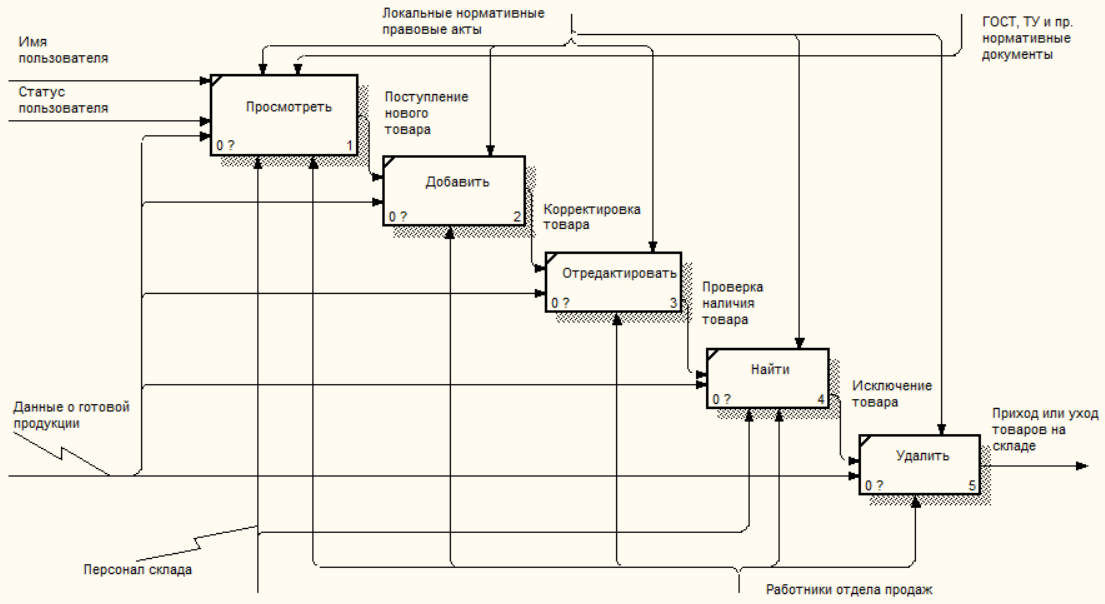 Локальные нормативные
правовые акты
ГОСТ, ТУ и пр.
нормативные
документы
Имя
пользователя
Статус
пользователя
Просмотреть
0 ?
1
Поступление
нового
товара
Добавить
0 ?
2
Корректировка
товара
Отредактировать
0 ?
3
Проверка
наличия
товара
Найти
0 ?
4
Исключение
товара
Данные о готовой
продукции
Приход или уход
товаров на
складе
Удалить
0 ?
5
Персонал склада
Работники отдела продаж